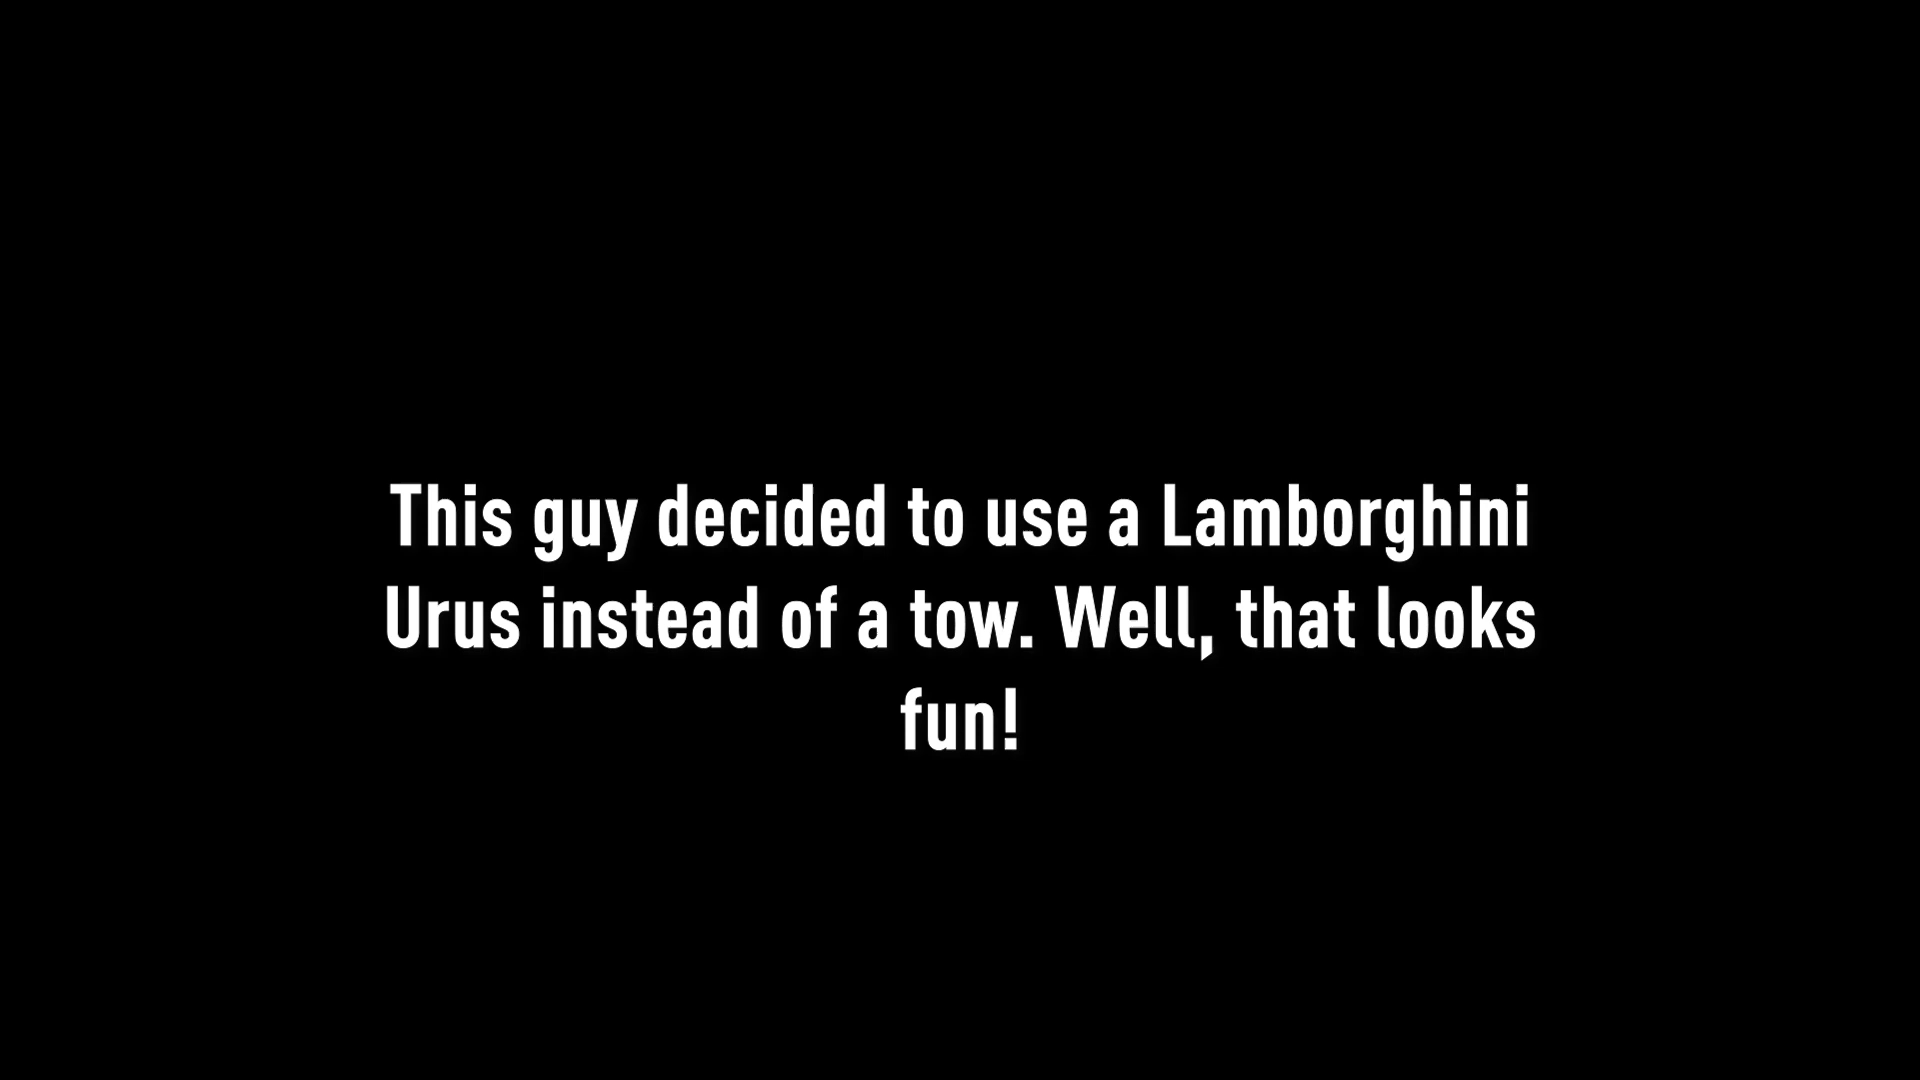 This guy decided to use a Lamborghini
Urus instead of a tow. Well, that looks
fun!